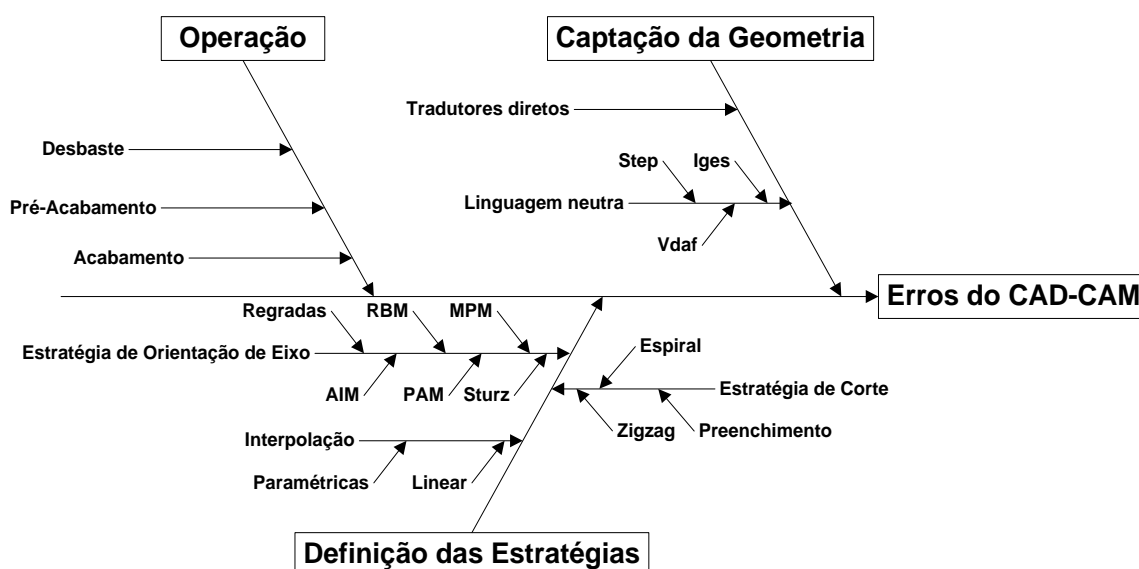 Operação
Captação da Geometria
Tradutores diretos
Desbaste
Step
Iges
Pré-Acabamento
Linguagem neutra
Vdaf
Acabamento
Erros do CAD-CAM
Regradas
RBM
MPM
Estratégia de Orientação de Eixo
Espiral
AIM
PAM
Sturz
Estratégia de Corte
Zigzag
Preenchimento
Interpolação
Paramétricas
Linear
Definição das Estratégias